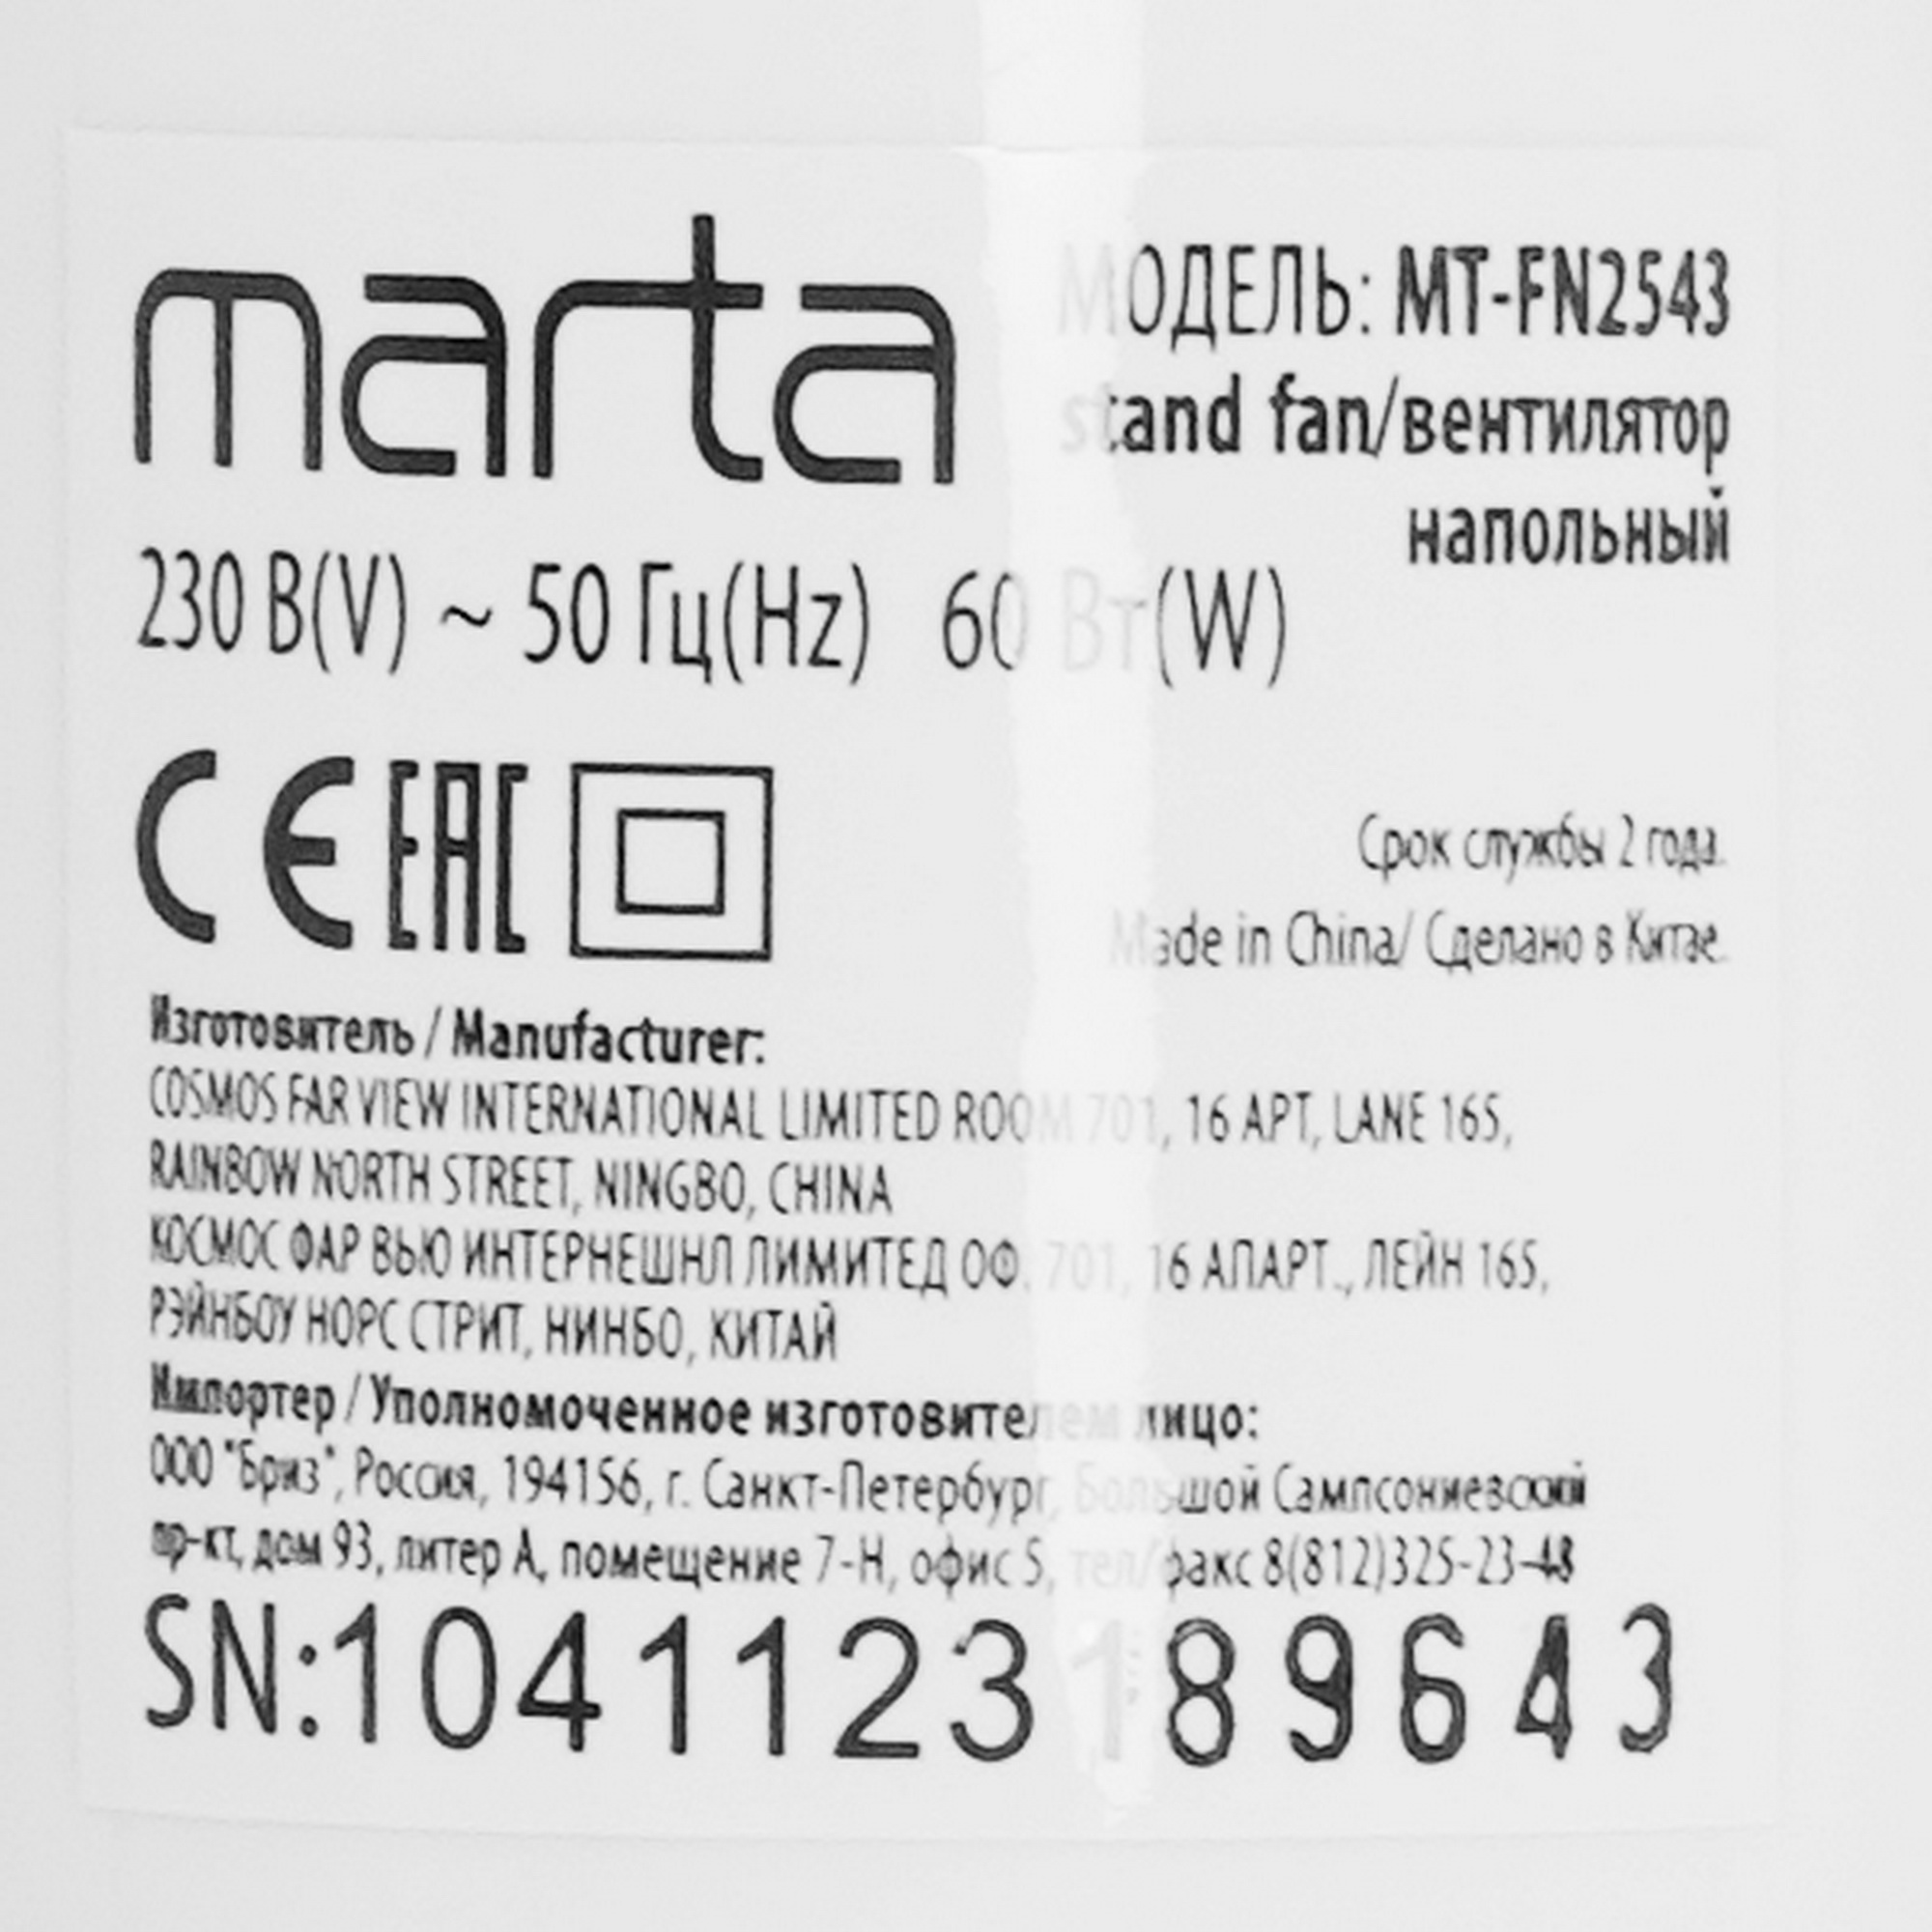 marta
МОДЕЛЬ: MT-FN2543
stand fan/вентилятор
напольный
230 В(V) ~ 50 Гц(Hz) 60 Вт(W)
CE EAC
Срок службы 2 года.
Made in China/ Сделано в Китае.
Изготовитель / Manufacturer:
COSMOS FAR VIEW INTERNATIONAL LIMITED ROOM 701, 16 APT, LANE 165,
RAINBOW NORTH STREET, NINGBO, CHINA
КОСМОС ФАР ВЬЮ ИНТЕРНЕШНЛ ЛИМИТЕД ОФ. 701, 16 АПАРТ., ЛЕЙН 165,
РЭЙНБОУ НОРС СТРИТ, НИНБО, КИТАЙ
Импортер / Уполномоченное изготовителем лицо:
ООО "Бриз", Россия, 194156, г. Санкт-Петербург, Большой Сампсониевский
пр-кт, дом 93, литер А, помещение 7-Н, офис 5, тел/факс 8(812)325-23-48
SN:1041123189643